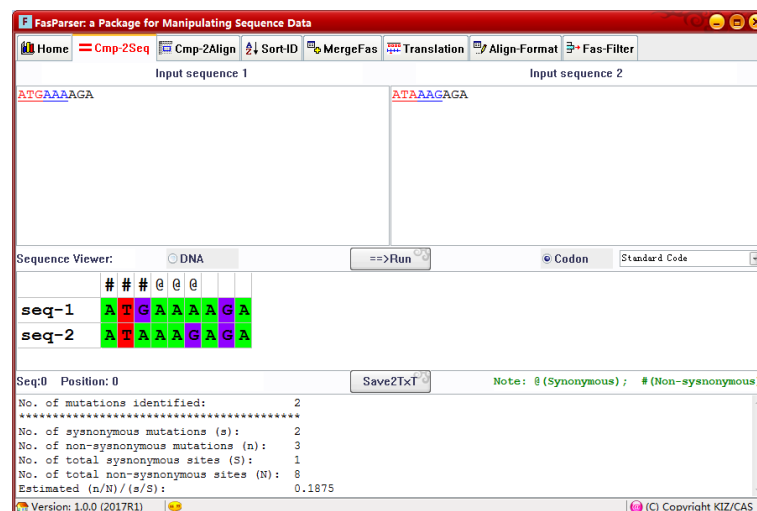 FasParser: a Package for Manipulating Sequence Data
Home Cmp-2Seq Cmp-2Align Sort-ID MergeFas Translation Align-Format Fas-Filter
Input sequence 1 Input sequence 2
ATGAAAAGA ATAAAGAGA
Sequence Viewer: DNA ==>Run Codon Standard Code
# # # @ @ @
seq-1 A T G A A A A G A
seq-2 A T A A A G A G A
Seq:0 Position: 0 Save2TxT Note: @(Synonymous); #(Non-sysnonymous
No. of mutations identified: 2
******************************************
No. of sysnonymous mutations (s): 2
No. of non-sysnonymous mutations (n): 3
No. of total sysnonymous sites (S): 1
No. of total non-sysnonymous sites (N): 8
Estimated (n/N)/(s/S): 0.1875
Version: 1.0.0 (2017R1) (C) Copyright KIZ/CAS